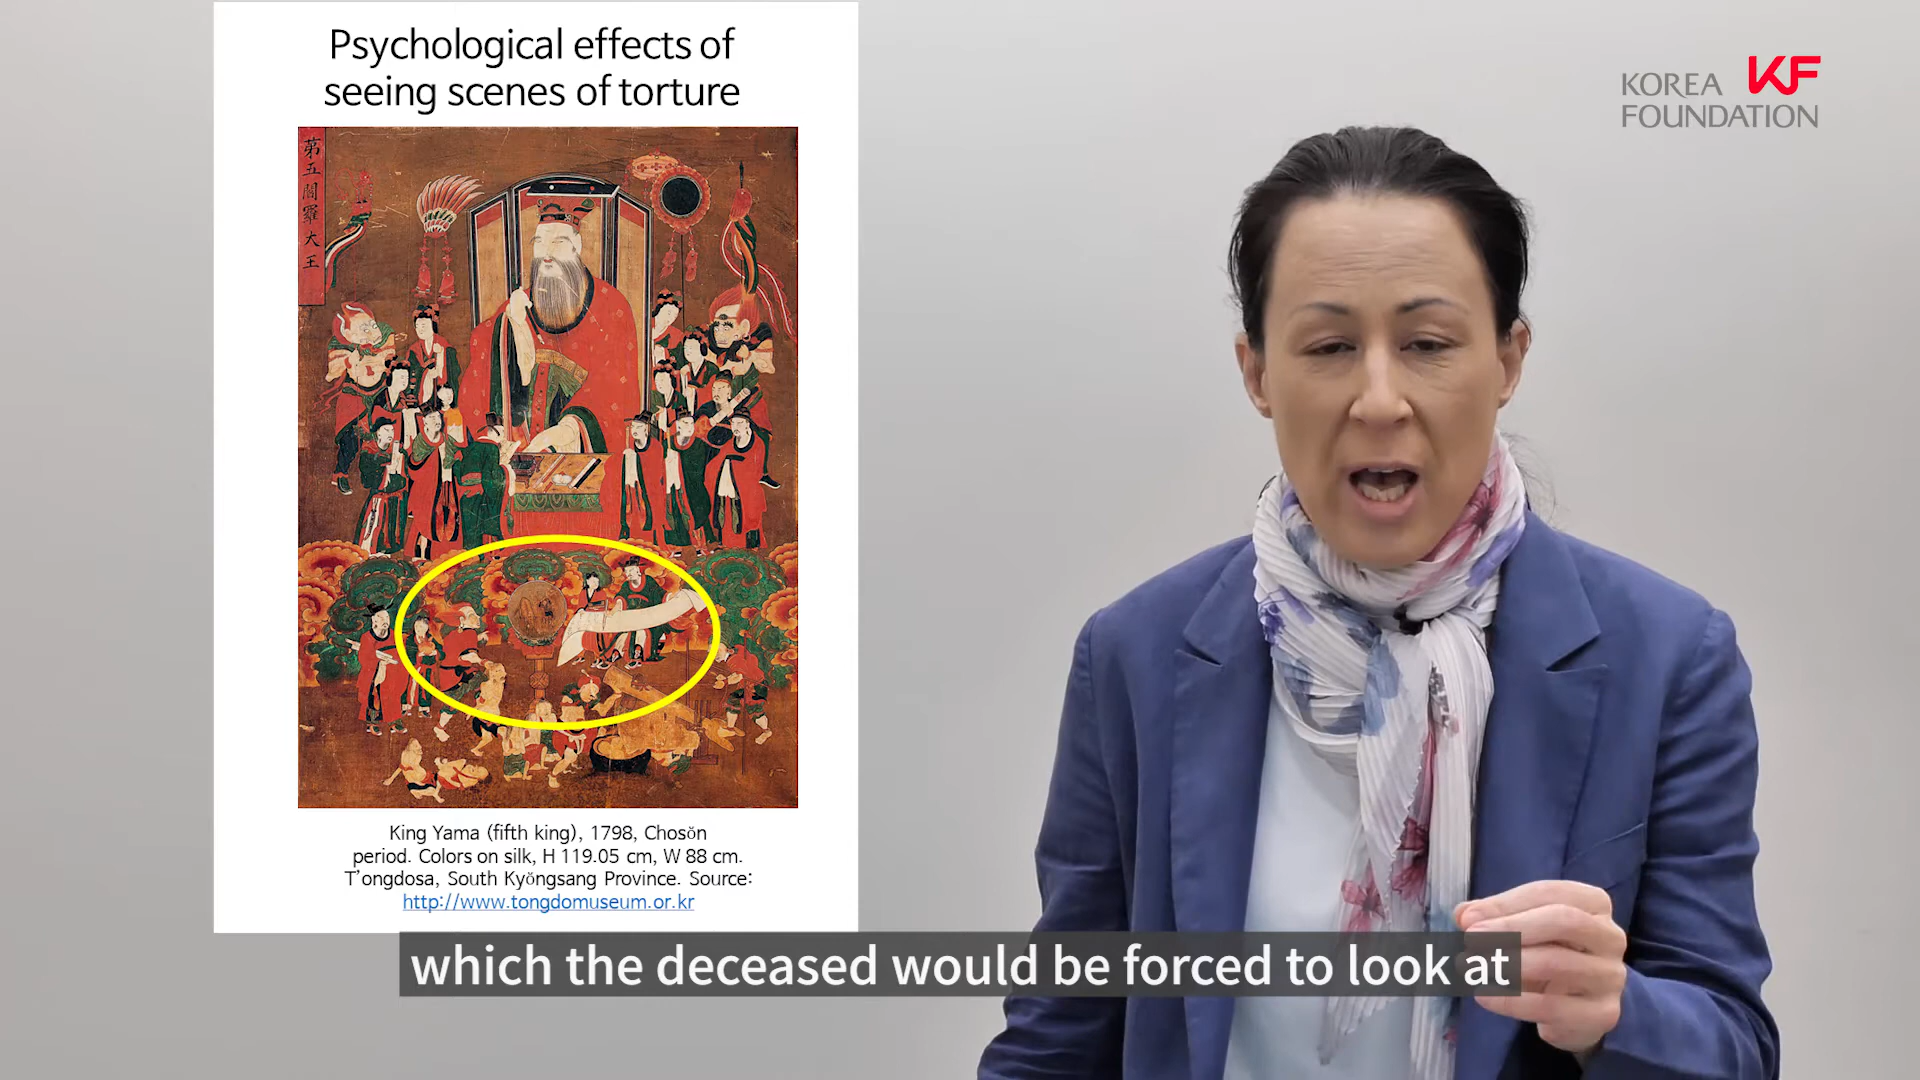 Psychological effects of
seeing scenes of torture
第五閻羅大王
King Yama (fifth king), 1798, Chosŏn
period. Colors on silk, H 119.05 cm, W 88 cm.
T'ongdosa, South Kyŏngsang Province. Source:
http://www.tongdomuseum.or.kr
KOREA KF
FOUNDATION
which the deceased would be forced to look at